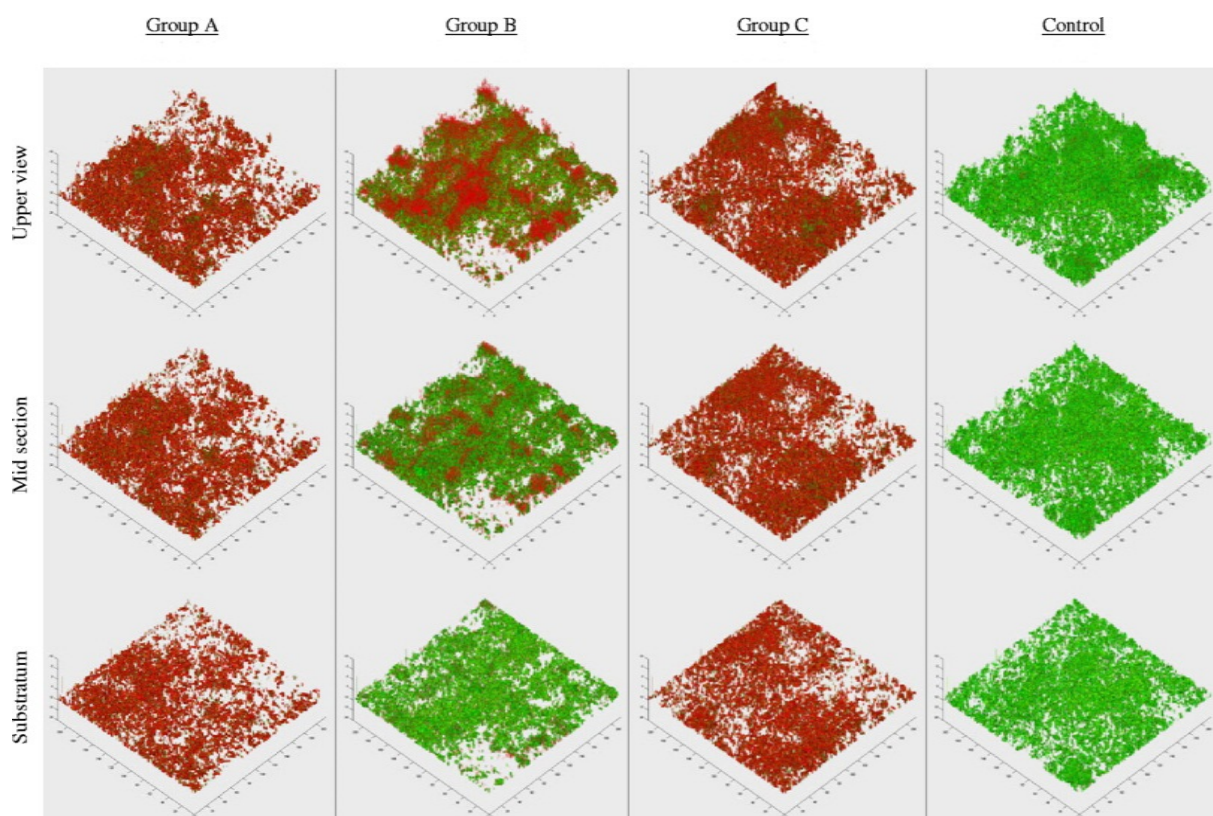 Group A
Group B
Group C
Control
Upper view
Mid section
Substratum